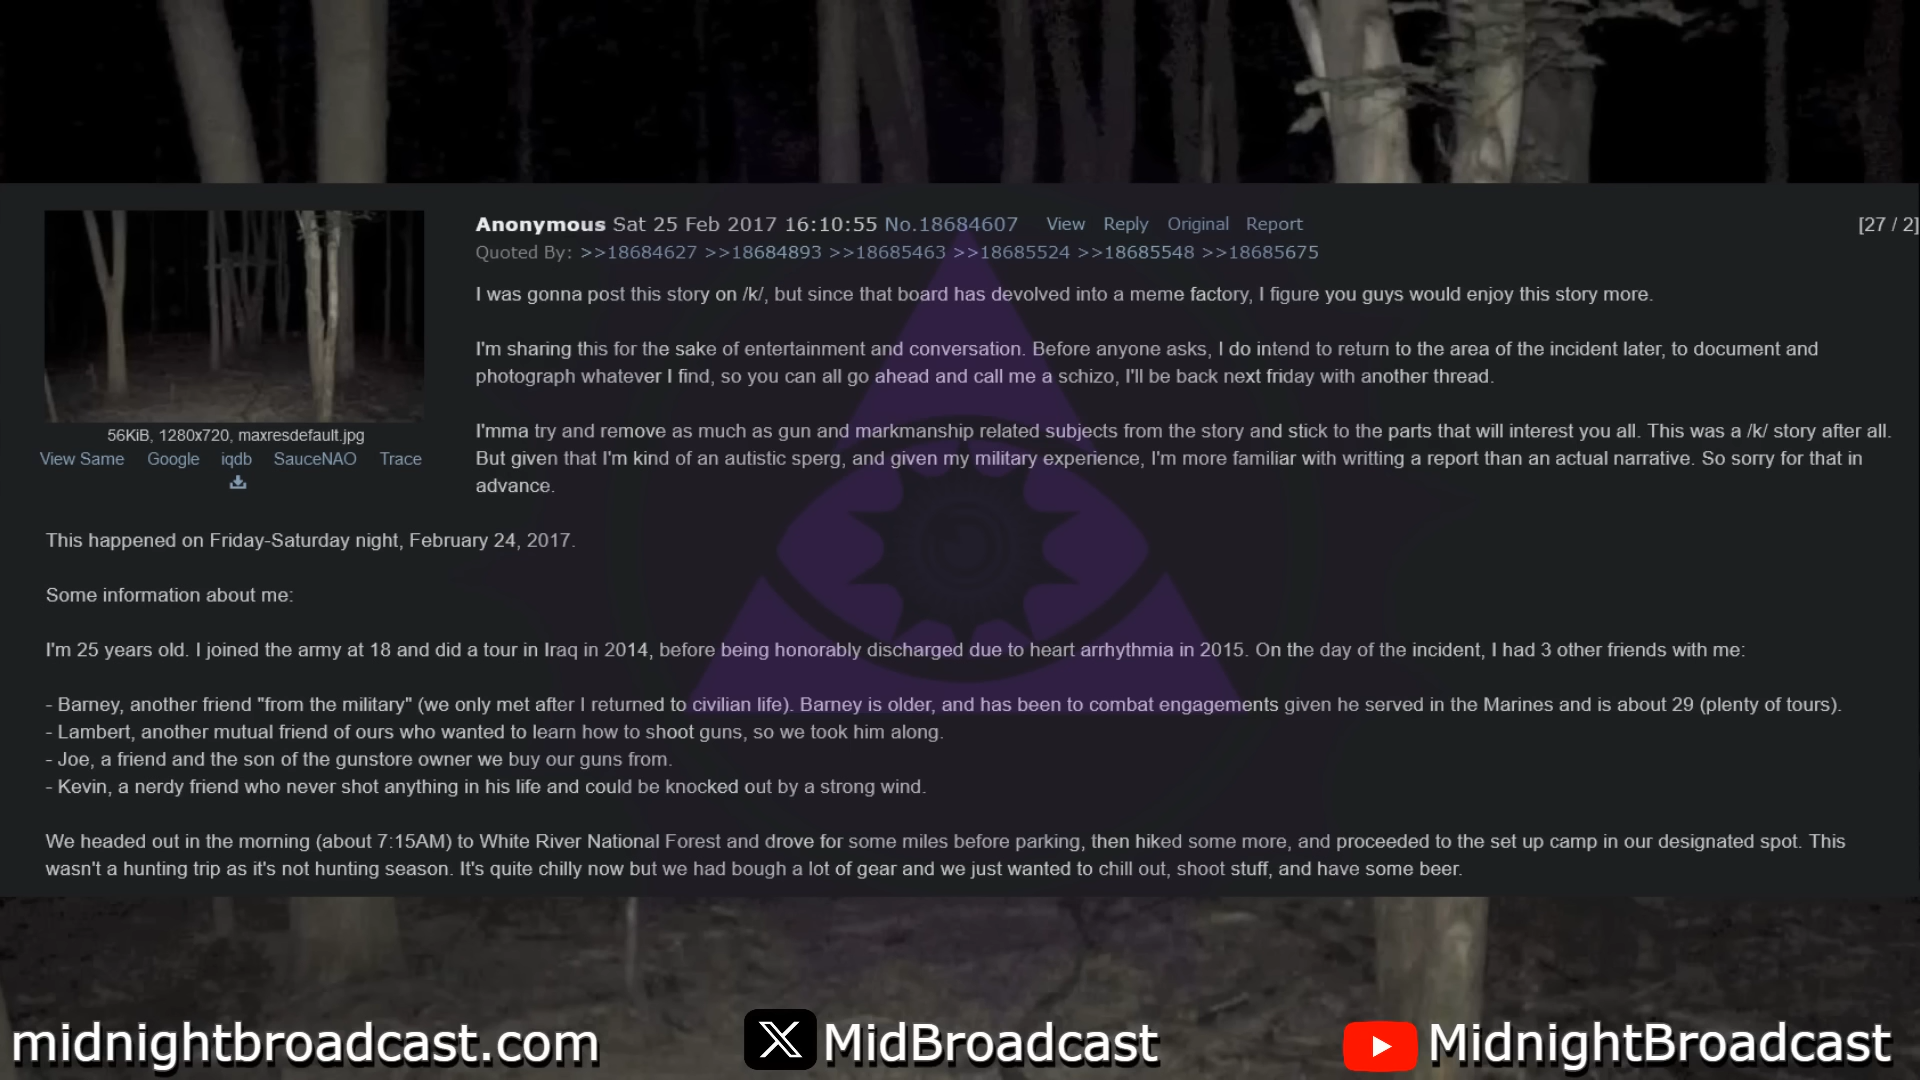 Anonymous Sat 25 Feb 2017 16:10:55 No.18684607 View Reply Original Report [27 / 2]
Quoted By: >>18684627 >>18684893 >>18685463 >>18685524 >>18685548 >>18685675
I was gonna post this story on /k/, but since that board has devolved into a meme factory, I figure you guys would enjoy this story more.
I'm sharing this for the sake of entertainment and conversation. Before anyone asks, I do intend to return to the area of the incident later, to document and
photograph whatever I find, so you can all go ahead and call me a schizo, I'll be back next friday with another thread.
56KiB, 1280x720, maxresdefault.jpg
View Same Google iqdb SauceNAO Trace
I'mma try and remove as much as gun and markmanship related subjects from the story and stick to the parts that will interest you all. This was a /k/ story after all.
But given that I'm kind of an autistic sperg, and given my military experience, I'm more familiar with writting a report than an actual narrative. So sorry for that in
advance.
This happened on Friday-Saturday night, February 24, 2017.
Some information about me:
I'm 25 years old. I joined the army at 18 and did a tour in Iraq in 2014, before being honorably discharged due to heart arrhythmia in 2015. On the day of the incident, I had 3 other friends with me:
- Barney, another friend "from the military" (we only met after I returned to civilian life). Barney is older, and has been to combat engagements given he served in the Marines and is about 29 (plenty of tours).
- Lambert, another mutual friend of ours who wanted to learn how to shoot guns, so we took him along.
- Joe, a friend and the son of the gunstore owner we buy our guns from.
- Kevin, a nerdy friend who never shot anything in his life and could be knocked out by a strong wind.
We headed out in the morning (about 7:15AM) to White River National Forest and drove for some miles before parking, then hiked some more, and proceeded to the set up camp in our designated spot. This
wasn't a hunting trip as it's not hunting season. It's quite chilly now but we had bough a lot of gear and we just wanted to chill out, shoot stuff, and have some beer.
midnightbroadcast.com
MidBroadcast
MidnightBroadcast